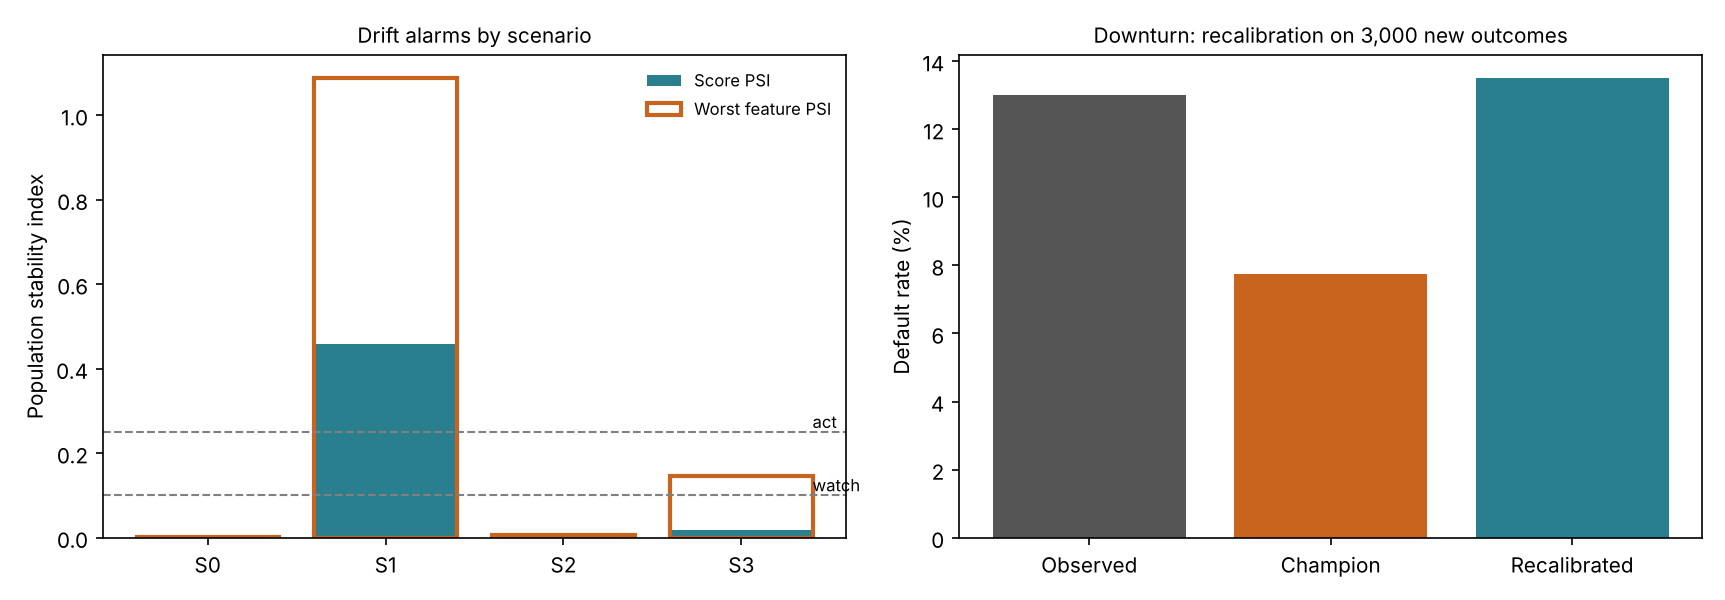 Drift alarms by scenario
Score PSI
Worst feature PSI
Population stability index
1.0
0.8
0.6
0.4
0.2
0.0
act
watch
S0 S1 S2 S3
Downturn: recalibration on 3,000 new outcomes
Default rate (%)
14
12
10
8
6
4
2
0
Observed Champion Recalibrated